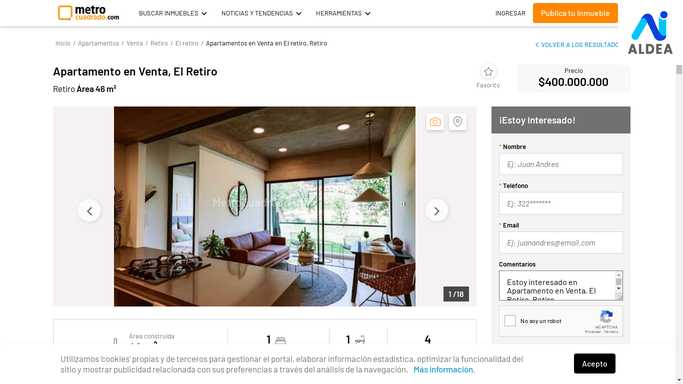 metro
cuadrado.com
BUSCAR INMUEBLES
NOTICIAS Y TENDENCIAS
HERRAMIENTAS
INGRESAR
Publica tu Inmueble
ALDEA
Inicio / Apartamentos / Venta / Retiro / El retiro / Apartamentos en Venta en El retiro, Retiro
< VOLVER A LOS RESULTADO
Apartamento en Venta, El Retiro
Retiro Área 46 m²
Favorito
Precio
$400.000.000
1 /18
¡Estoy Interesado!
* Nombre
Ej: Juan Andres
* Teléfono
Ej: 322*******
* Email
Ej: juanandres@email.com
Comentarios
Estoy interesado en
Apartamento en Venta, El
Retiro, Retiro
No soy un robot
reCAPTCHA
Privacidad - Términos
Área construida
1
1
4
Utilizamos 'cookies' propias y de terceros para gestionar el portal, elaborar información estadística, optimizar la funcionalidad del
sitio y mostrar publicidad relacionada con sus preferencias a través del análisis de la navegación. Más información.
Acepto